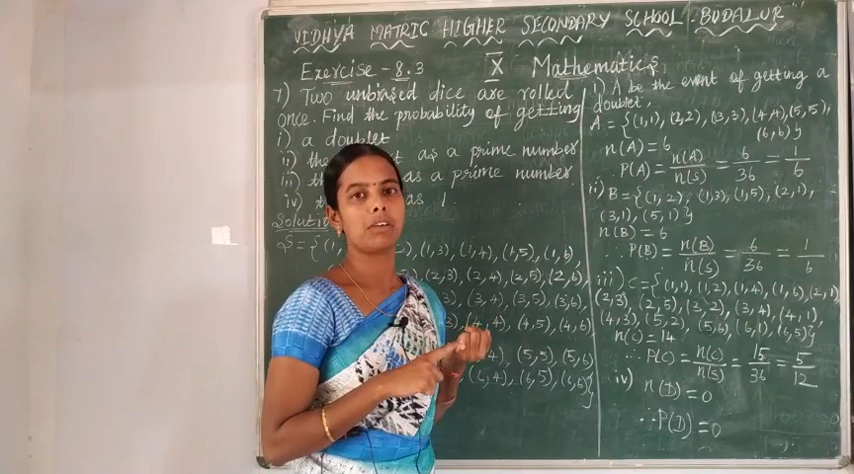 VIDHYA MATRIC HIGHER SECONDARY SCHOOL - BUDALUR
Exercise - 8.3 X Mathematics
7) Two unbiased dice are rolled
once. Find the probability of getting
i) a doublet
ii) the as a prime number
iii) the as a prime number
iv) as 1.
Solution
S = {(1, (1,3), (1,4), (1,5), (1,6),
(2,3), (2,4), (2,5), (2,6),
(3,4), (3,5), (3,6),
(4,4), (4,5), (4,6),
(5,5), (5,6)
(6,4), (6,5), (6,6)}
i) A be the event of getting a
doublet,
A = {(1,1), (2,2), (3,3), (4,4), (5,5),
(6,6)}
n(A) = 6
P(A) = n(A)/n(S) = 6/36 = 1/6
ii) B = {(1,2), (1,3), (1,5), (2,1),
(3,1), (5,1)}
n(B) = 6
∴ P(B) = n(B)/n(S) = 6/36 = 1/6
iii) C = {(1,1), (1,2), (1,4), (1,6), (2,1)
(2,3), (2,5), (3,2), (3,4), (4,1),
(4,3), (5,2), (5,6), (6,1), (6,5)}
n(C) = 14
∴ P(C) = n(C)/n(S) = 15/36 = 5/12
iv) n(D) = 0
∴ P(D) = 0